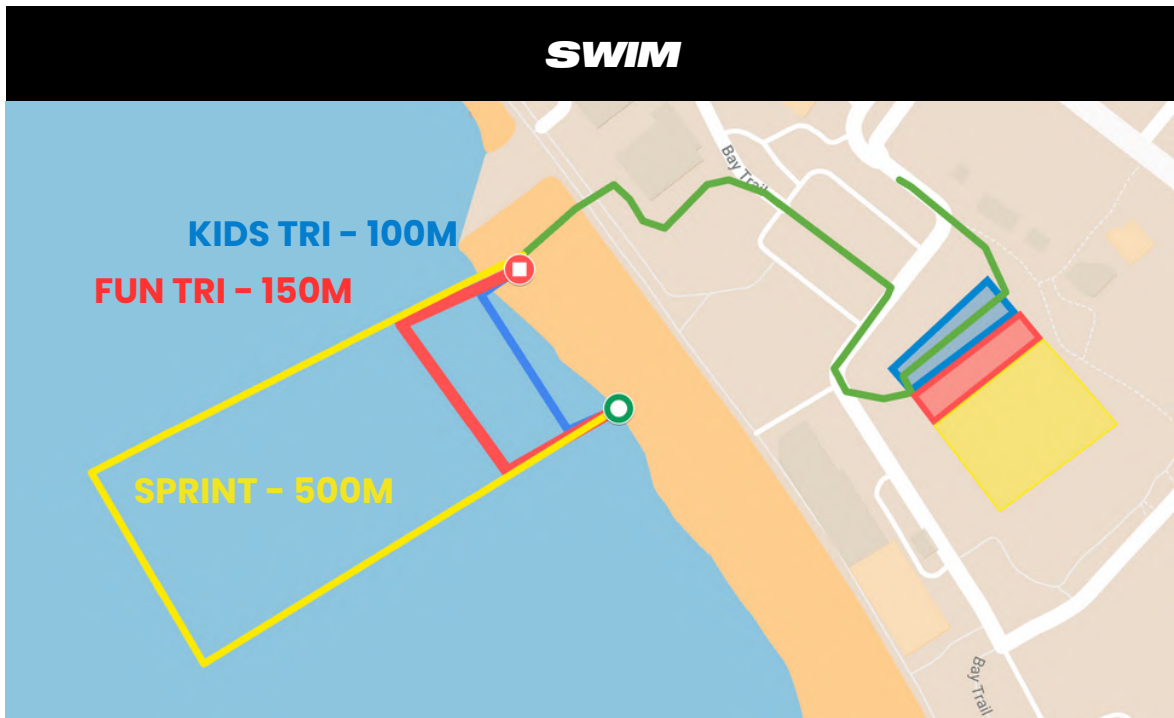 SWIM
Bay Trail
KIDS TRI - 100M
FUN TRI - 150M
SPRINT - 500M
Bay Trail